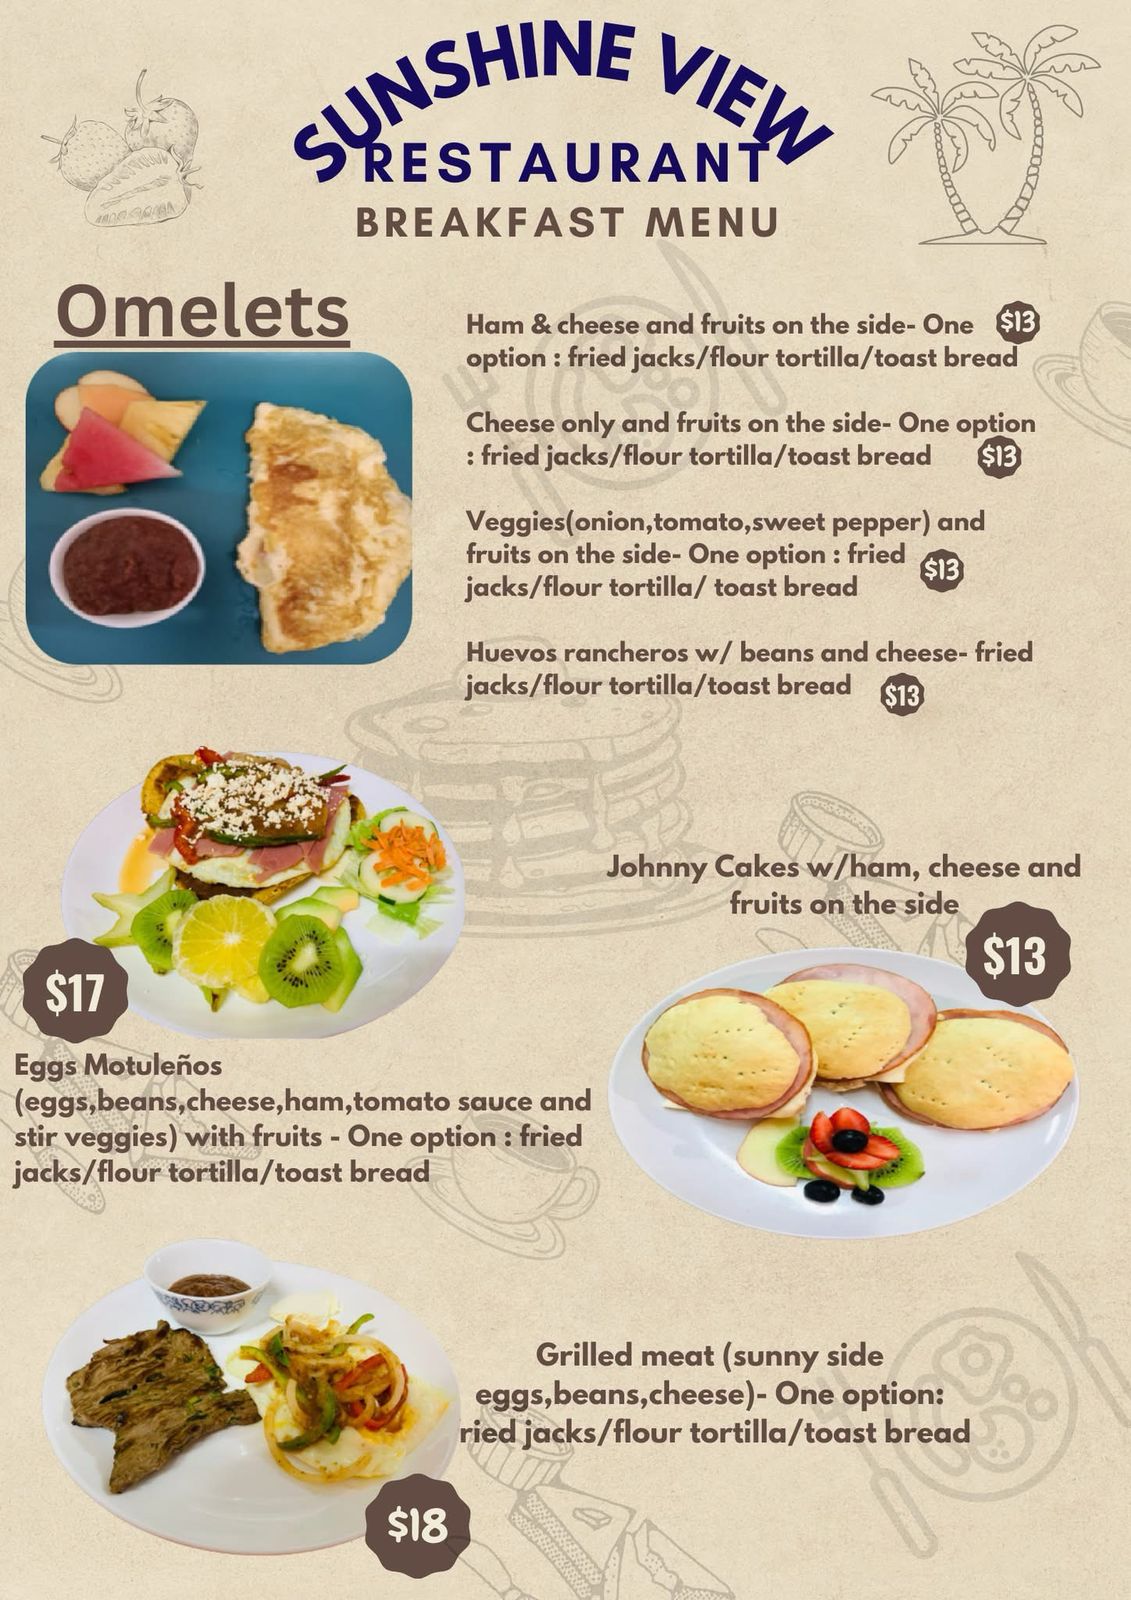 SUNSHINE VIEW
RESTAURANT
BREAKFAST MENU
Omelets
Ham & cheese and fruits on the side- One $13
option : fried jacks/flour tortilla/toast bread
Cheese only and fruits on the side- One option
: fried jacks/flour tortilla/toast bread $13
Veggies(onion,tomato,sweet pepper) and
fruits on the side- One option : fried $13
jacks/flour tortilla/ toast bread
Huevos rancheros w/ beans and cheese- fried
jacks/flour tortilla/toast bread $13
Johnny Cakes w/ham, cheese and
fruits on the side
$13
$17
Eggs Motuleños
(eggs,beans,cheese,ham,tomato sauce and
stir veggies) with fruits - One option : fried
jacks/flour tortilla/toast bread
Grilled meat (sunny side
eggs,beans,cheese)- One option:
ried jacks/flour tortilla/toast bread
$18